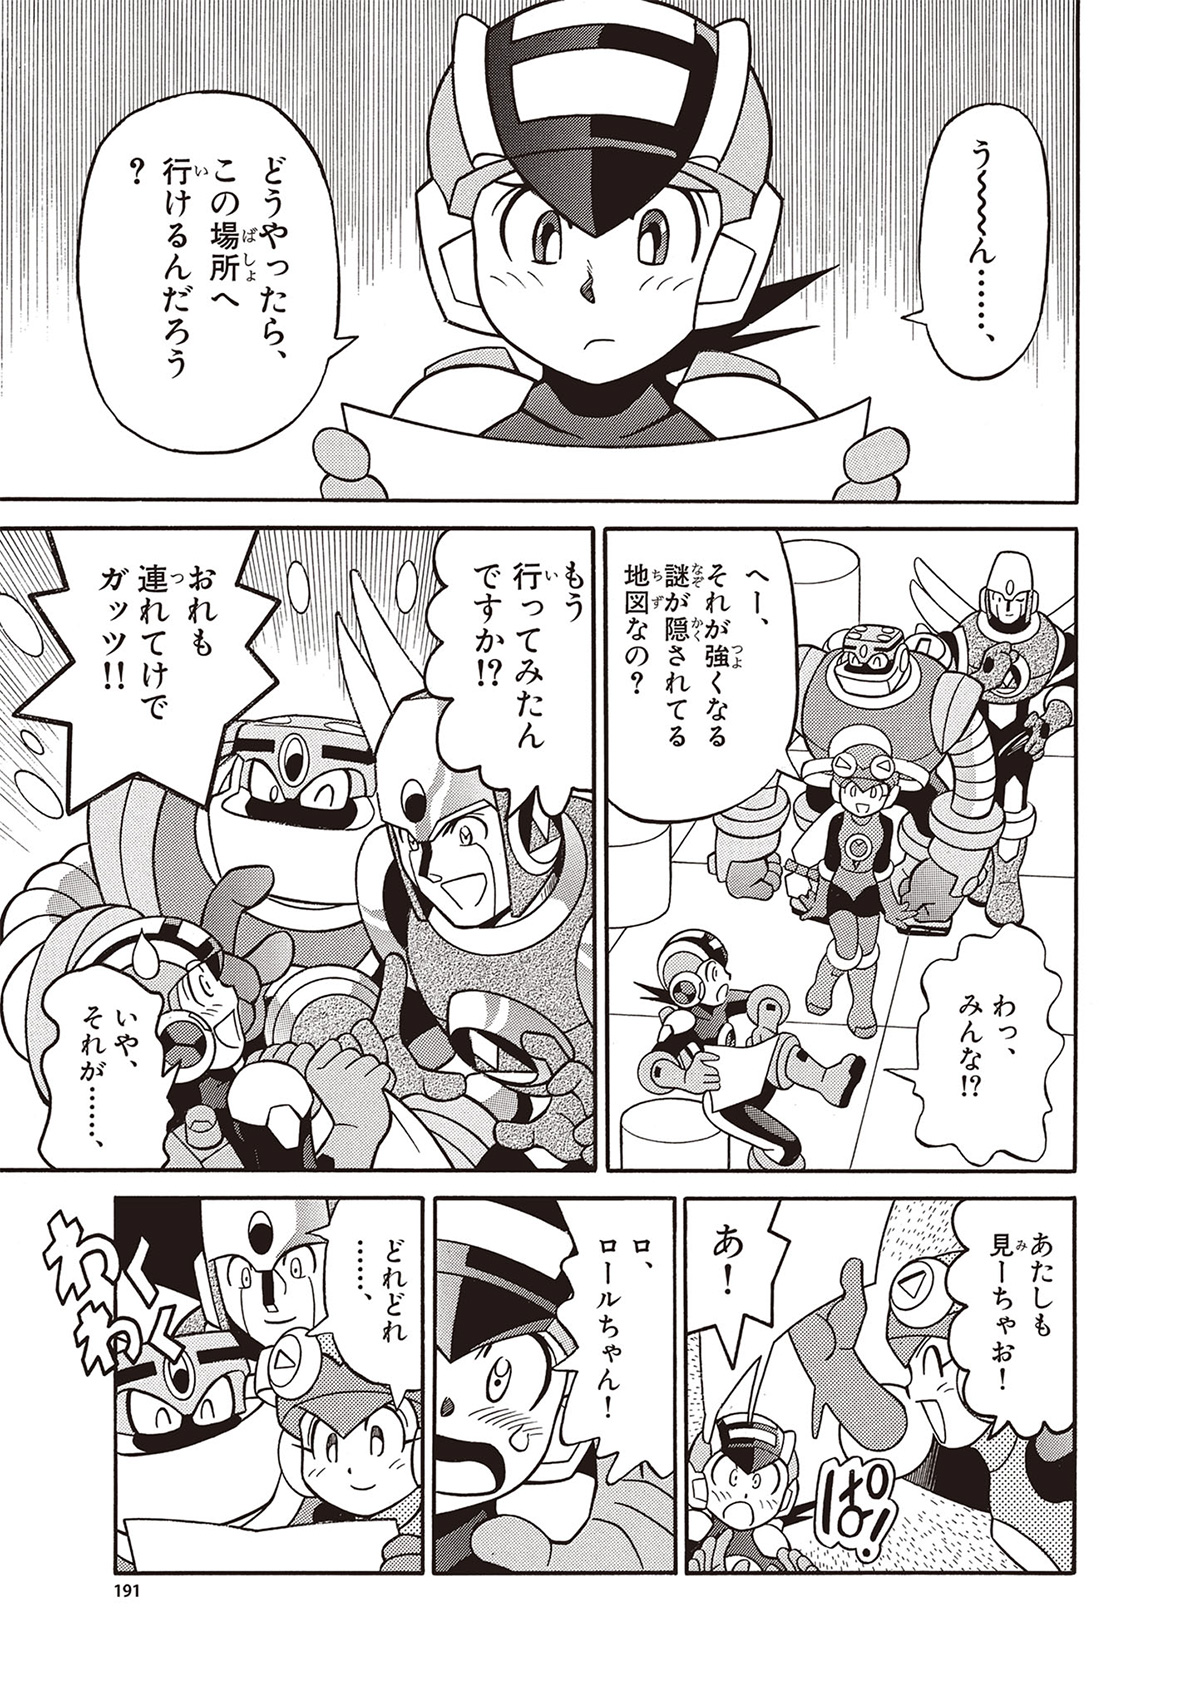 う～～～ん……、
どうやったら、
この場所へ
行けるんだろう
？
へー、
それが強くなる
謎が隠されてる
地図なの？
わっ、
みんな!?
もう
行ってみたん
ですか!?
おれも
連れてけで
ガッツ!!
いや、
それが……、
あたしも
見ーちゃお！
あ！
ぱ！
ロ、
ロールちゃん！
どれどれ
……、
わくわく
191